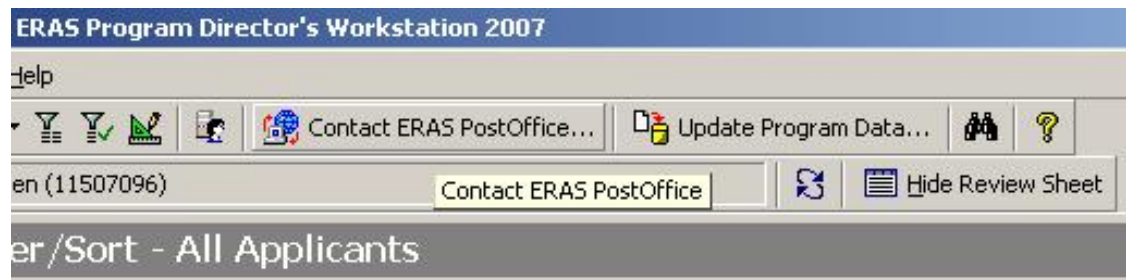 ERAS Program Director's Workstation 2007
Help
Contact ERAS PostOffice... Update Program Data...
en (11507096) Contact ERAS PostOffice Hide Review Sheet
er/Sort - All Applicants